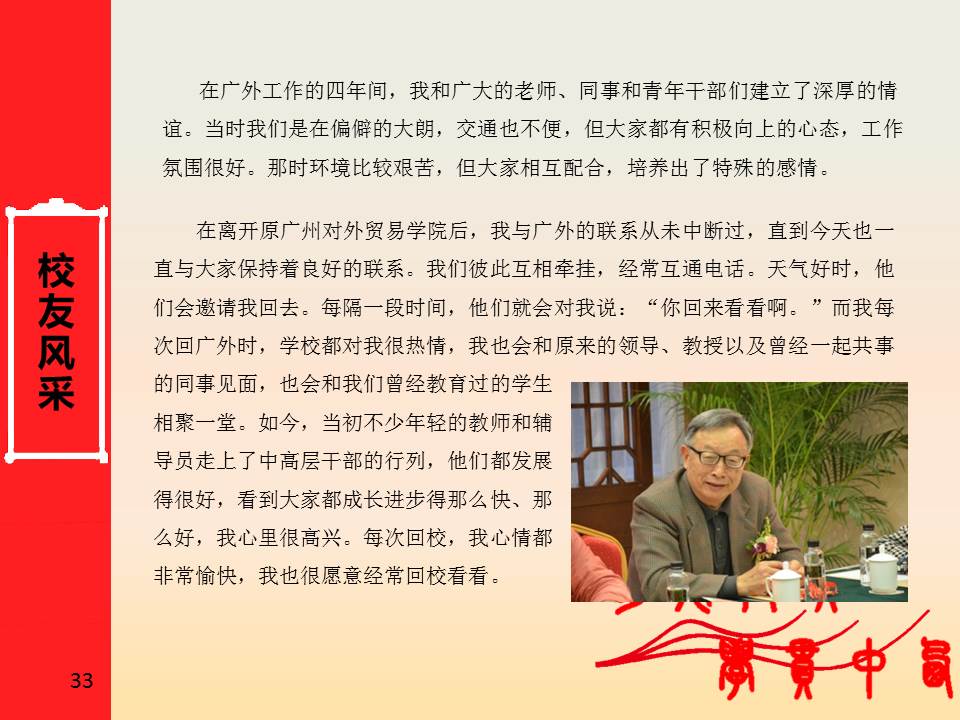 校友风采
在广外工作的四年间，我和广大的老师、同事和青年干部们建立了深厚的情
谊。当时我们是在偏僻的大朗，交通也不便，但大家都有积极向上的心态，工作
氛围很好。那时环境比较艰苦，但大家相互配合，培养出了特殊的感情。
在离开原广州对外贸易学院后，我与广外的联系从未中断过，直到今天也一
直与大家保持着良好的联系。我们彼此互相牵挂，经常互通电话。天气好时，他
们会邀请我回去。每隔一段时间，他们就会对我说：“你回来看看啊。”而我每
次回广外时，学校都对我很热情，我也会和原来的领导、教授以及曾经一起共事
的同事见面，也会和我们曾经教育过的学生
相聚一堂。如今，当初不少年轻的教师和辅
导员走上了中高层干部的行列，他们都发展
得很好，看到大家都成长进步得那么快、那
么好，我心里很高兴。每次回校，我心情都
非常愉快，我也很愿意经常回校看看。
學貫中
33